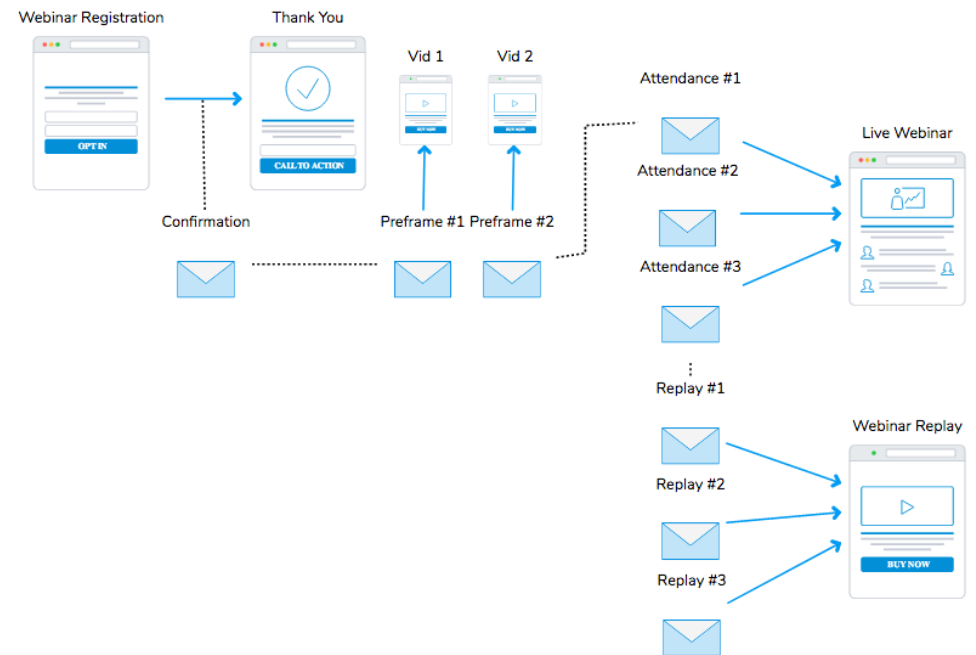 Webinar Registration
Thank You
OPT IN
CALL TO ACTION
Vid 1
Vid 2
BUY NOW
BUY NOW
Confirmation
Preframe #1
Preframe #2
Attendance #1
Attendance #2
Attendance #3
Live Webinar
Replay #1
Replay #2
Replay #3
Webinar Replay
BUY NOW